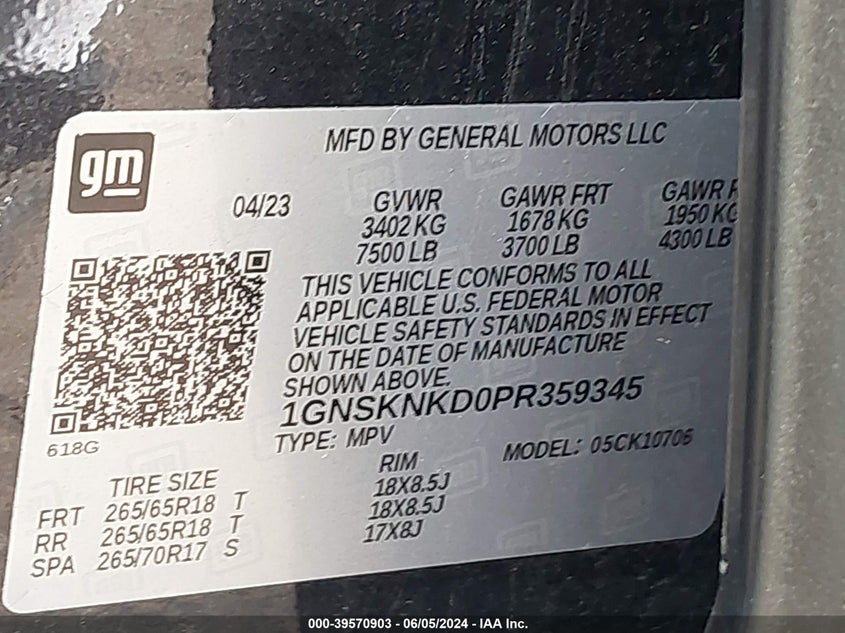 gm
MFD BY GENERAL MOTORS LLC
04/23
GVWR GAWR FRT GAWR
3402 KG 1678 KG 1950
7500 LB 3700 LB 4300 LB
THIS VEHICLE CONFORMS TO ALL
APPLICABLE U.S. FEDERAL MOTOR
VEHICLE SAFETY STANDARDS IN EFFECT
ON THE DATE OF MANUFACTURE
SHOWN ABOVE.
1GNSKNKD0PR359345
TYPE: MPV MODEL: 05CK10706
618G
TIRE SIZE RIM
FRT 265/65R18 T 18X8.5J
RR 265/65R18 T 18X8.5J
SPA 265/70R17 S 17X8J
000-39570903 / 06/05/2024 - IAA Inc.